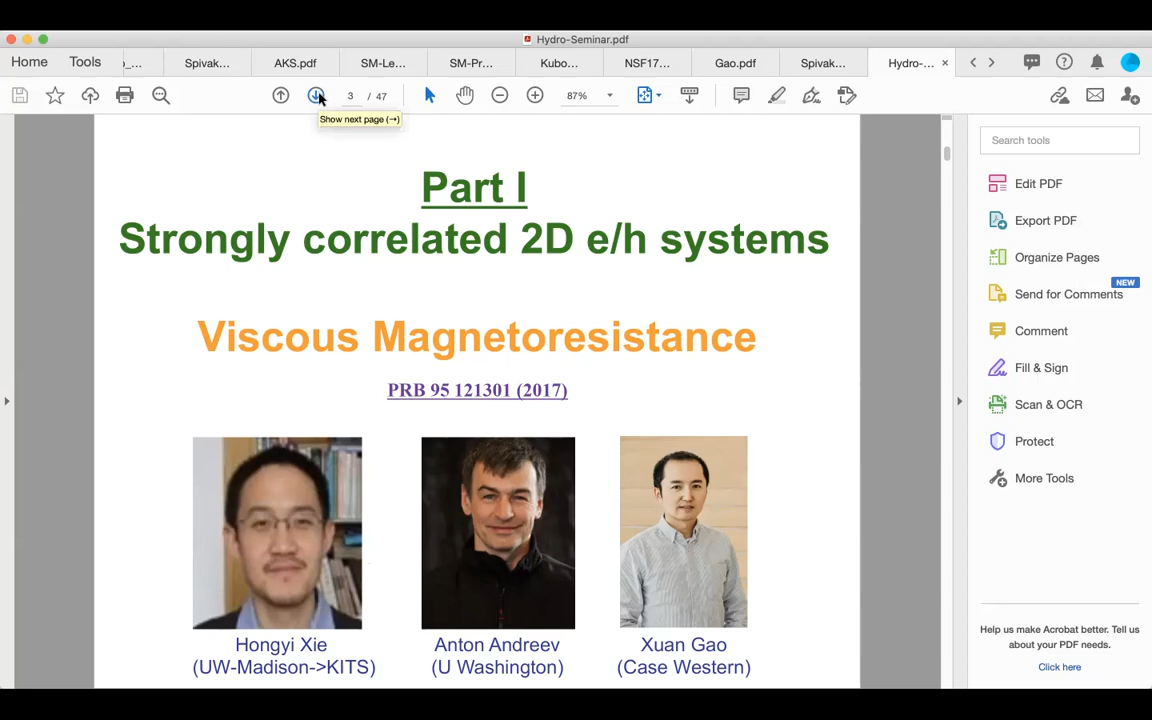 Hydro-Seminar.pdf
Home
Tools
_...
Spivak...
AKS.pdf
SM-Le...
SM-Pr...
Kubo...
NSF17...
Gao.pdf
Spivak...
Hydro-... ×
3 / 47
87%
Show next page (→)
Part I
Strongly correlated 2D e/h systems
Viscous Magnetoresistance
PRB 95 121301 (2017)
Hongyi Xie
(UW-Madison->KITS)
Anton Andreev
(U Washington)
Xuan Gao
(Case Western)
Search tools
Edit PDF
Export PDF
Organize Pages
NEW
Send for Comments
Comment
Fill & Sign
Scan & OCR
Protect
More Tools
Help us make Acrobat better. Tell us
about your PDF needs.
Click here